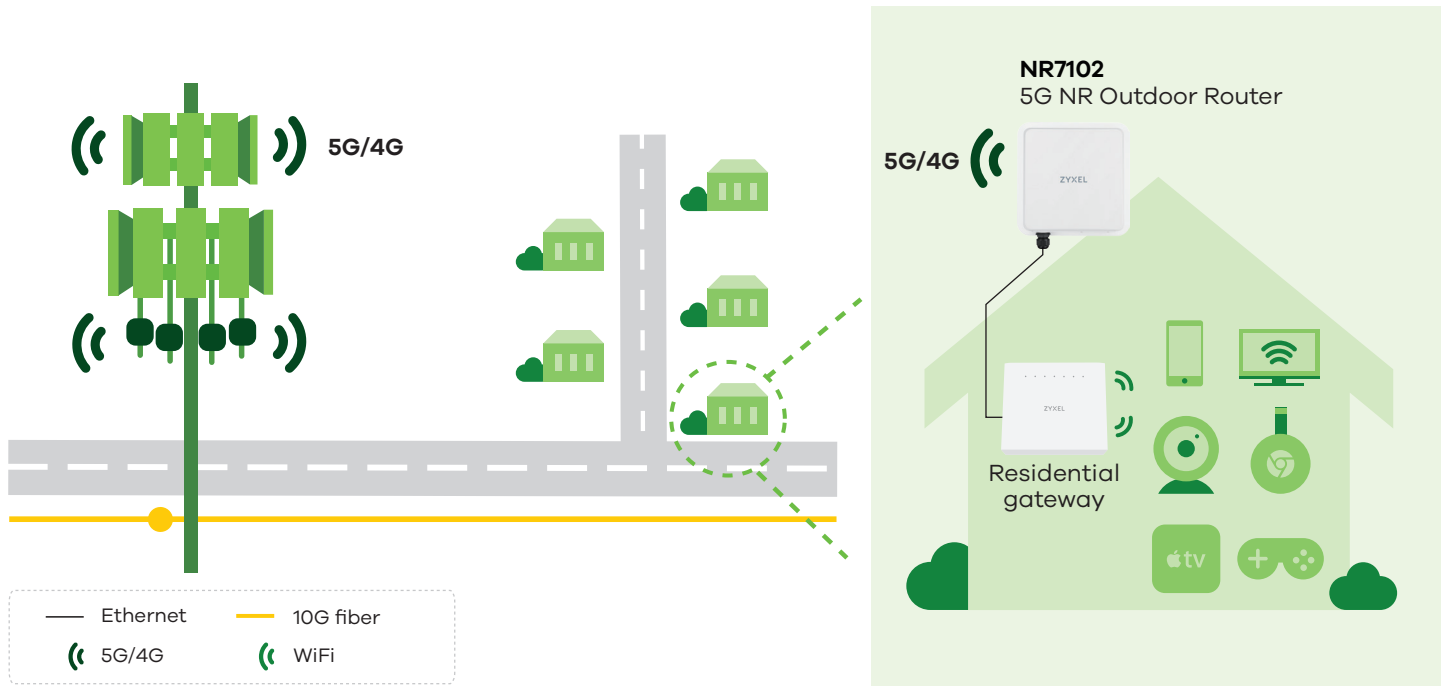 NR7102
5G NR Outdoor Router
5G/4G
5G/4G
ZYXEL
ZYXEL
Residential
gateway
tv
Ethernet
10G fiber
5G/4G
WiFi